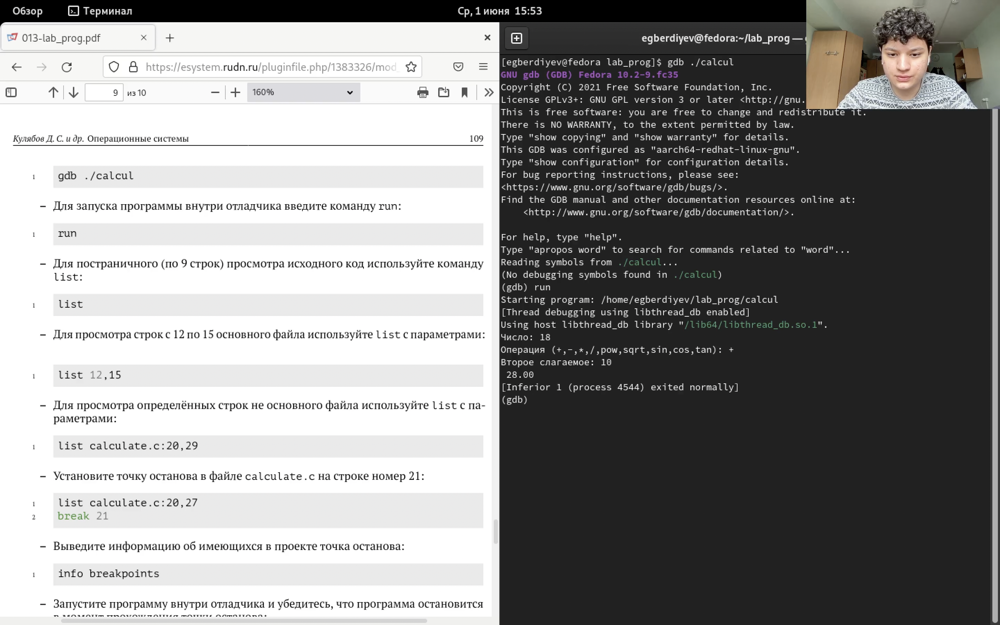 Обзор
Терминал
Ср, 1 июня 15:53
013-lab_prog.pdf
https://esystem.rudn.ru/pluginfile.php/1383326/mod_
9 из 10
160%
Кулябов Д. С. и др. Операционные системы 109
1 gdb ./calcul
– Для запуска программы внутри отладчика введите команду run:
1 run
– Для постраничного (по 9 строк) просмотра исходного код используйте команду
list:
1 list
– Для просмотра строк с 12 по 15 основного файла используйте list с параметрами:
1 list 12,15
– Для просмотра определённых строк не основного файла используйте list с па-
раметрами:
1 list calculate.c:20,29
– Установите точку останова в файле calculate.c на строке номер 21:
1 list calculate.c:20,27
2 break 21
– Выведите информацию об имеющихся в проекте точка останова:
1 info breakpoints
– Запустите программу внутри отладчика и убедитесь, что программа остановится
в момент прохождения точки останова:
egberdiyev@fedora:~/lab_prog —
[egberdiyev@fedora lab_prog]$ gdb ./calcul
GNU gdb (GDB) Fedora 10.2-9.fc35
Copyright (C) 2021 Free Software Foundation, Inc.
License GPLv3+: GNU GPL version 3 or later <http://gnu.
This is free software: you are free to change and redistribute it.
There is NO WARRANTY, to the extent permitted by law.
Type "show copying" and "show warranty" for details.
This GDB was configured as "aarch64-redhat-linux-gnu".
Type "show configuration" for configuration details.
For bug reporting instructions, please see:
<https://www.gnu.org/software/gdb/bugs/>.
Find the GDB manual and other documentation resources online at:
<http://www.gnu.org/software/gdb/documentation/>.
For help, type "help".
Type "apropos word" to search for commands related to "word"...
Reading symbols from ./calcul...
(No debugging symbols found in ./calcul)
(gdb) run
Starting program: /home/egberdiyev/lab_prog/calcul
[Thread debugging using libthread_db enabled]
Using host libthread_db library "/lib64/libthread_db.so.1".
Число: 18
Операция (+,-,*,/,pow,sqrt,sin,cos,tan): +
Второе слагаемое: 10
28.00
[Inferior 1 (process 4544) exited normally]
(gdb)